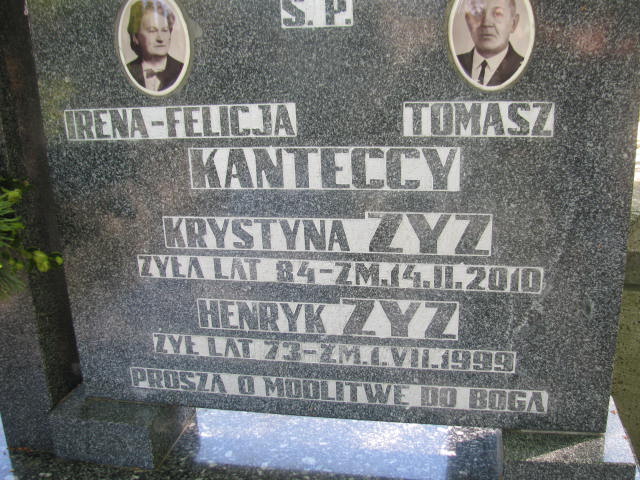 Ś. P.
IRENA-FELICJA TOMASZ
KANTECCY
KRYSTYNA ZYZ
ŻYŁA LAT 84-ZM.14.II.2010
HENRYK ZYZ
ŻYŁ LAT 73-ZM.1.VII.1999
PROSZĄ O MODLITWĘ DO BOGA